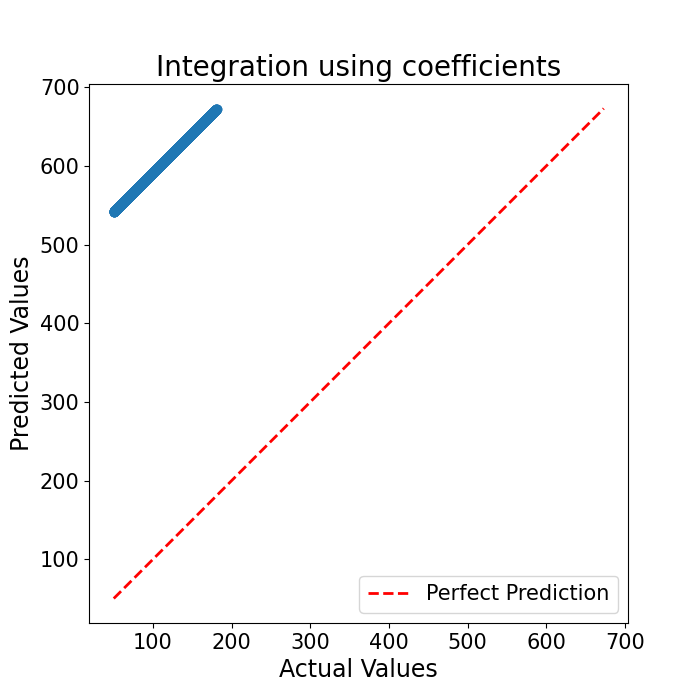 Integration using coefficients
Predicted Values
700
600
500
400
300
200
100
Perfect Prediction
100 200 300 400 500 600 700
Actual Values